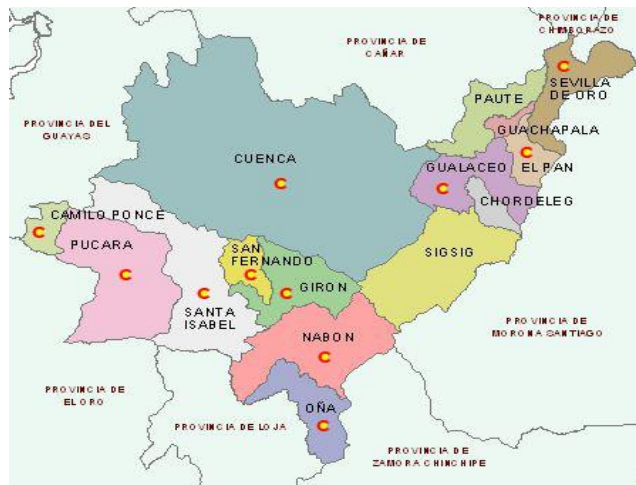 PROVINCIA DE
CHIMBORAZO
PROVINCIA DE
CAÑAR
SEVILLA
DE ORO
PAUTE
PROVINCIA DEL
GUAYAS
GUACHAPALA
CUENCA
GUALACEO
EL PAN
CHORDELEG
CAMILO PONCE
PUCARA
SAN
FERNANDO
SIGSIG
GIRON
SANTA
ISABEL
PROVINCIA DE
MORONA SANTIAGO
NABON
PROVINCIA DE
EL ORO
OÑA
PROVINCIA DE LOJA
PROVINCIA DE
ZAMORA CHINCHIPE
C
C
C
C
C
C
C
C
C
C
C